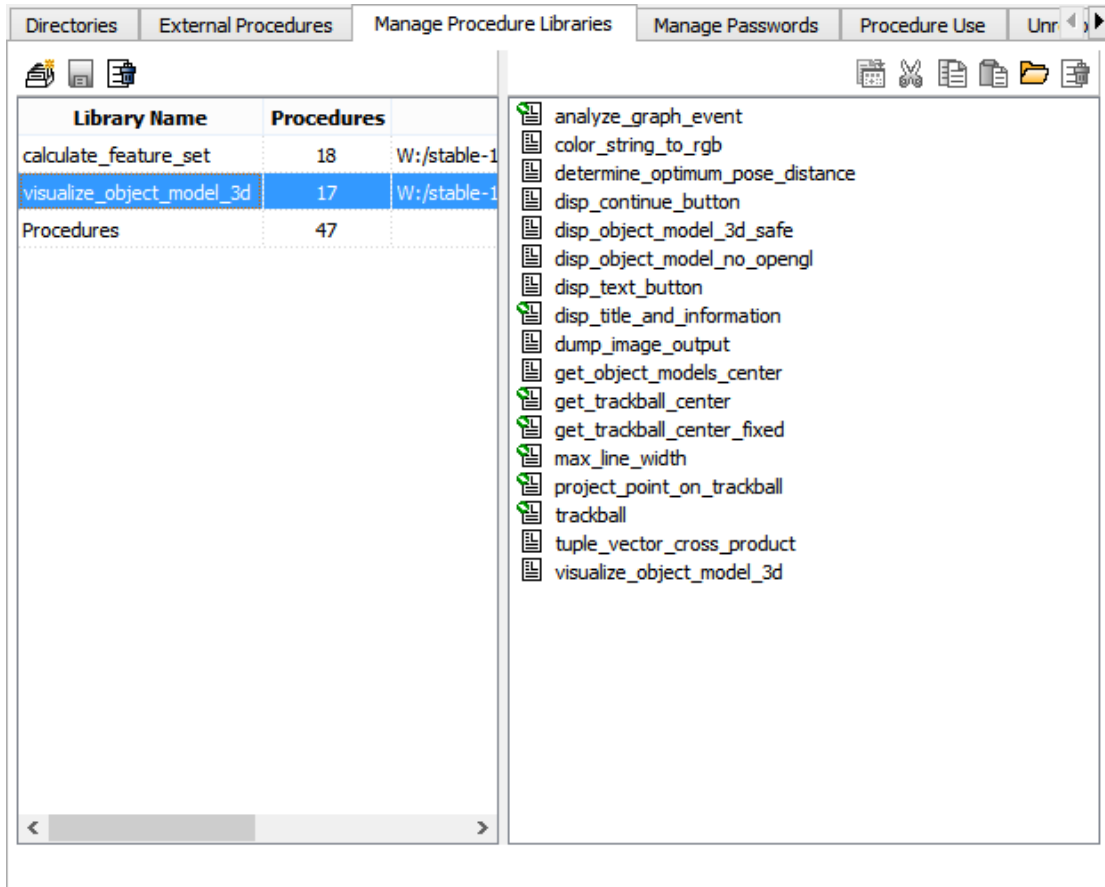 Directories External Procedures Manage Procedure Libraries Manage Passwords Procedure Use
Library Name Procedures
calculate_feature_set 18 W:/stable-1
visualize_object_model_3d 17 W:/stable-1
Procedures 47
analyze_graph_event
color_string_to_rgb
determine_optimum_pose_distance
disp_continue_button
disp_object_model_3d_safe
disp_object_model_no_opengl
disp_text_button
disp_title_and_information
dump_image_output
get_object_models_center
get_trackball_center
get_trackball_center_fixed
max_line_width
project_point_on_trackball
trackball
tuple_vector_cross_product
visualize_object_model_3d